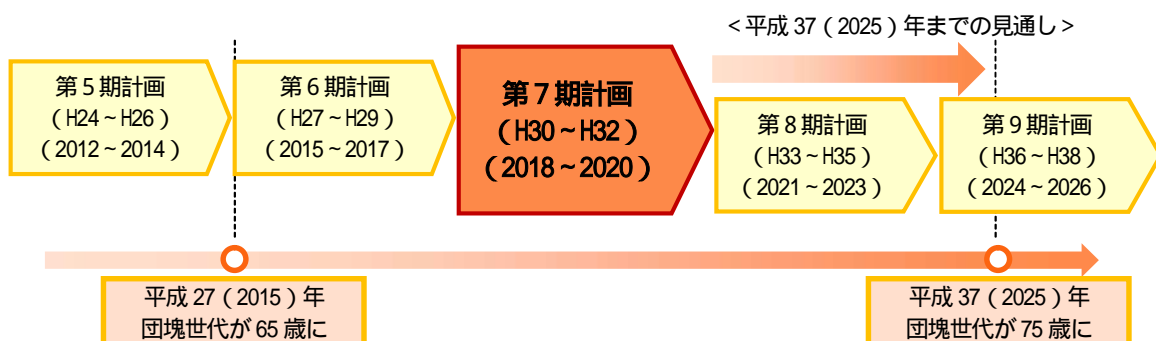 ＜平成 37（2025）年までの見通し＞
第５期計画
（H24～H26）
（2012～2014）
第６期計画
（H27～H29）
（2015～2017）
第７期計画
（H30～H32）
（2018～2020）
第８期計画
（H33～H35）
（2021～2023）
第９期計画
（H36～H38）
（2024～2026）
平成 27（2015）年
団塊世代が 65 歳に
平成 37（2025）年
団塊世代が 75 歳に